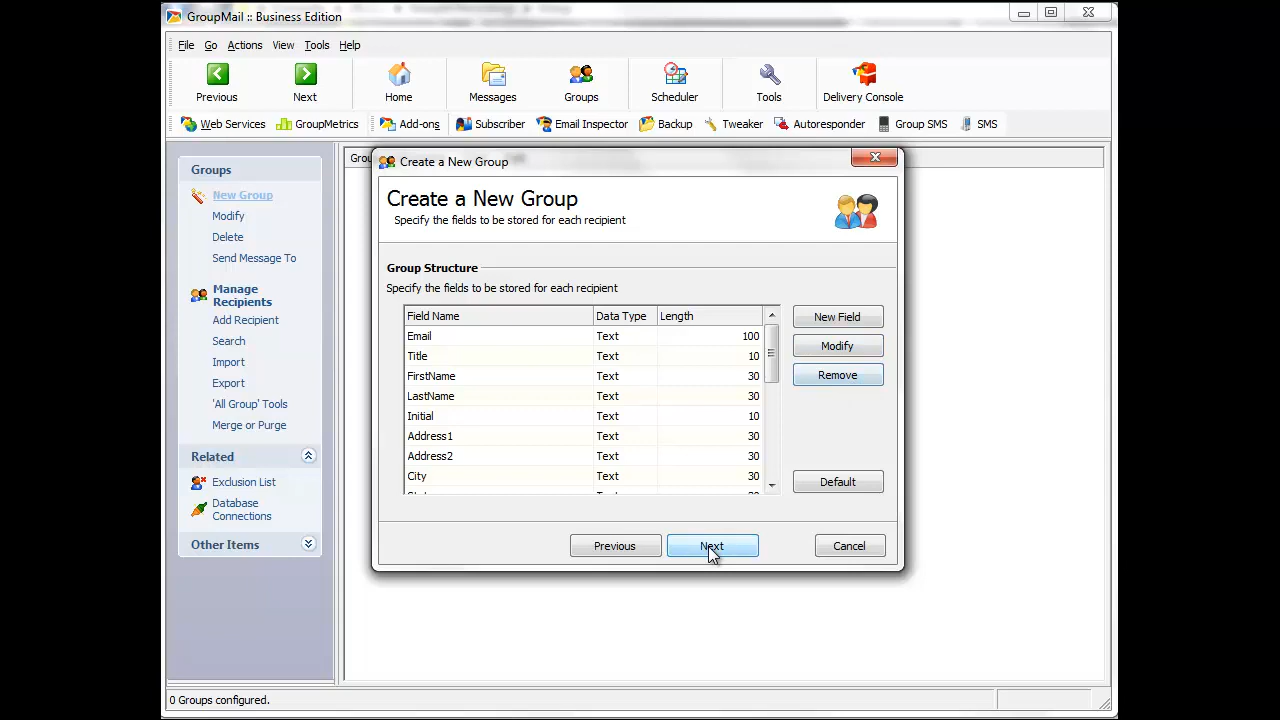 GroupMail :: Business Edition
File Go Actions View Tools Help
Previous Next Home Messages Groups Scheduler Tools Delivery Console
Web Services GroupMetrics Add-ons Subscriber Email Inspector Backup Tweaker Autoresponder Group SMS SMS
Groups
New Group
Modify
Delete
Send Message To
Manage
Recipients
Add Recipient
Search
Import
Export
'All Group' Tools
Merge or Purge
Related
Exclusion List
Database
Connections
Other Items
Create a New Group
Create a New Group
Specify the fields to be stored for each recipient
Group Structure
Specify the fields to be stored for each recipient
Field Name Data Type Length
Email Text 100
Title Text 10
FirstName Text 30
LastName Text 30
Initial Text 10
Address1 Text 30
Address2 Text 30
City Text 30
New Field
Modify
Remove
Default
Previous Next Cancel
0 Groups configured.